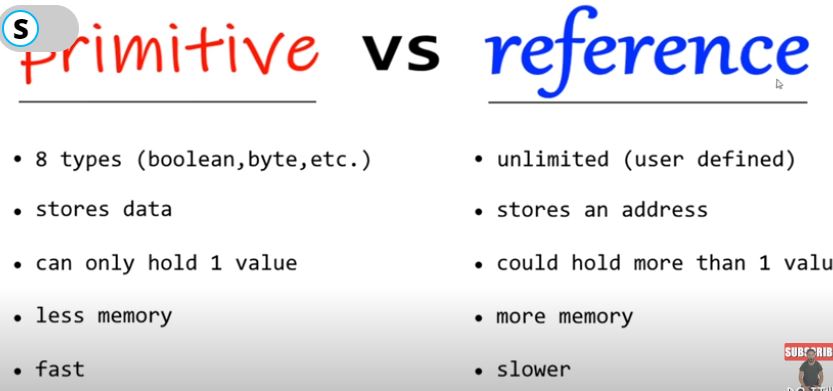 S
primitive vs reference
• 8 types (boolean,byte,etc.)
• stores data
• can only hold 1 value
• less memory
• fast
• unlimited (user defined)
• stores an address
• could hold more than 1 valu
• more memory
• slower